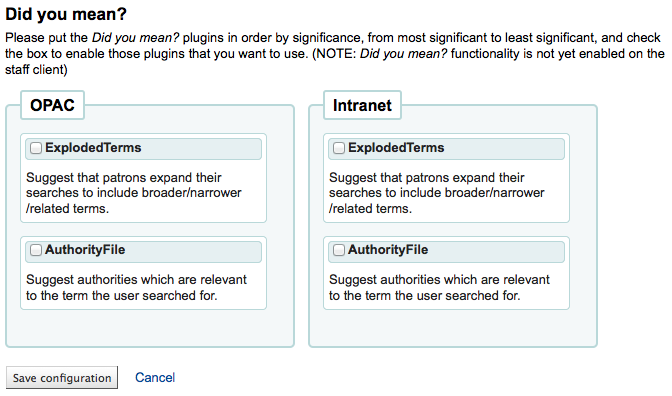 Did you mean?
Please put the Did you mean? plugins in order by significance, from most significant to least significant, and check
the box to enable those plugins that you want to use. (NOTE: Did you mean? functionality is not yet enabled on the
staff client)
OPAC
ExplodedTerms
Suggest that patrons expand their
searches to include broader/narrower
/related terms.
AuthorityFile
Suggest authorities which are relevant
to the term the user searched for.
Intranet
ExplodedTerms
Suggest that patrons expand their
searches to include broader/narrower
/related terms.
AuthorityFile
Suggest authorities which are relevant
to the term the user searched for.
Save configuration
Cancel